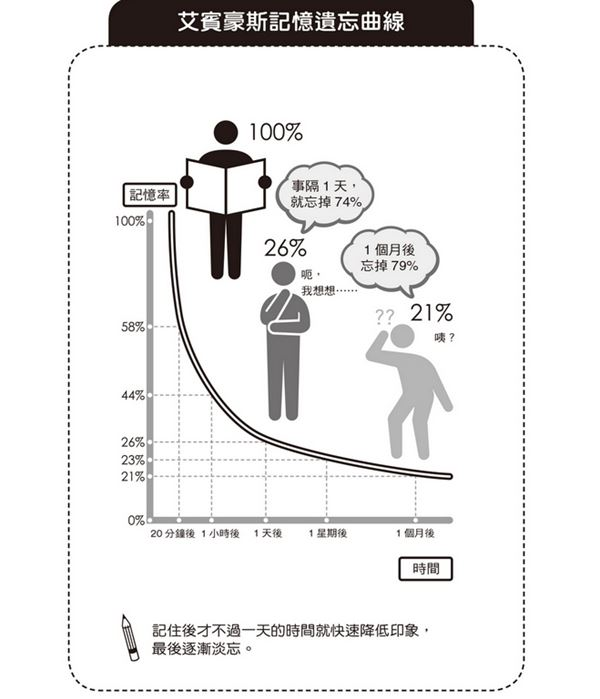 艾賓豪斯記憶遺忘曲線
100%
記憶率
事隔 1 天，
就忘掉 74%
26%
呃，
我想想⋯⋯
1 個月後
忘掉 79%
??
21%
咦？
100%
58%
44%
26%
23%
21%
0%
20 分鐘後
1 小時後
1 天後
1 星期後
1 個月後
時間
記住後才不過一天的時間就快速降低印象，
最後逐漸淡忘。